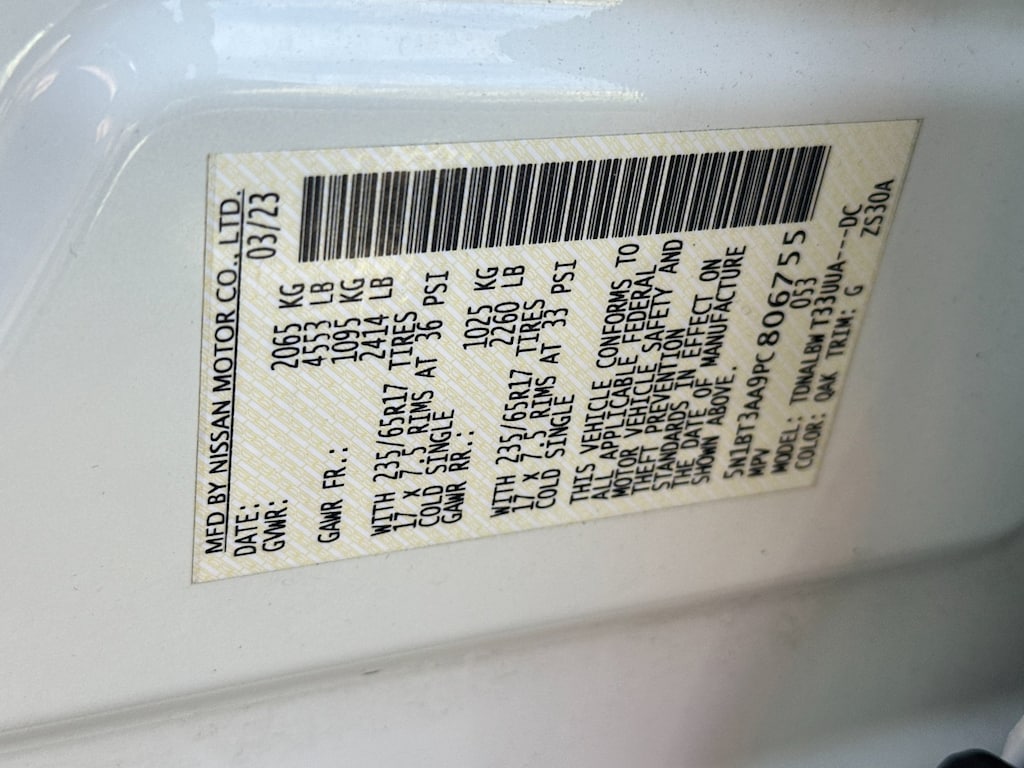 MFD BY NISSAN MOTOR CO., LTD.
DATE: 03/23
GVWR: 2065 KG
4553 LB
GAWR FR.: 1095 KG
2414 LB
WITH 235/65R17 TIRES
17 X 7.5 RIMS AT 36 PSI
COLD SINGLE
GAWR RR.: 1025 KG
2260 LB
WITH 235/65R17 TIRES
17 X 7.5 RIMS AT 33 PSI
COLD SINGLE
THIS VEHICLE CONFORMS TO
ALL APPLICABLE FEDERAL
MOTOR VEHICLE SAFETY AND
THEFT PREVENTION
STANDARDS IN EFFECT ON
THE DATE OF MANUFACTURE
SHOWN ABOVE.
5N1BT3AA9PC806755
MPV 053
MODEL: TDNALBW T33UUA---DC
COLOR: QAK TRIM: G ZS30A